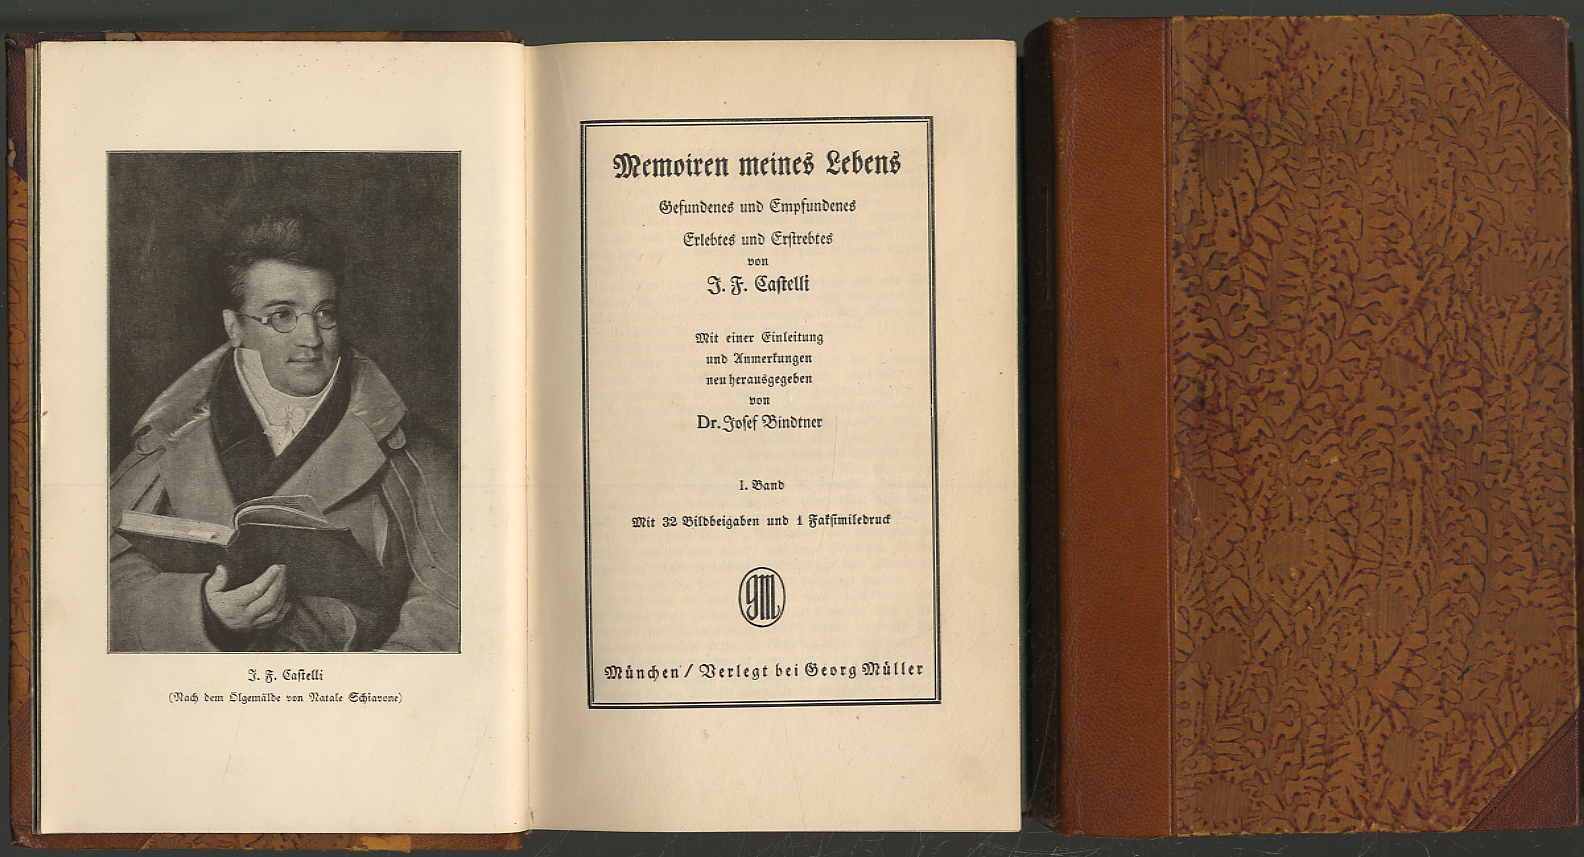 J. F. Castelli
(Nach dem Ölgemälde von Natale Schiavone)
Memoiren meines Lebens
Gefundenes und Empfundenes
Erlebtes und Erstrebtes
von
J. F. Castelli
Mit einer Einleitung
und Anmerkungen
neu herausgegeben
von
Dr. Josef Bindtner
I. Band
Mit 32 Bildbeigaben und 1 Faksimiledruck
GM
München / Verlegt bei Georg Müller